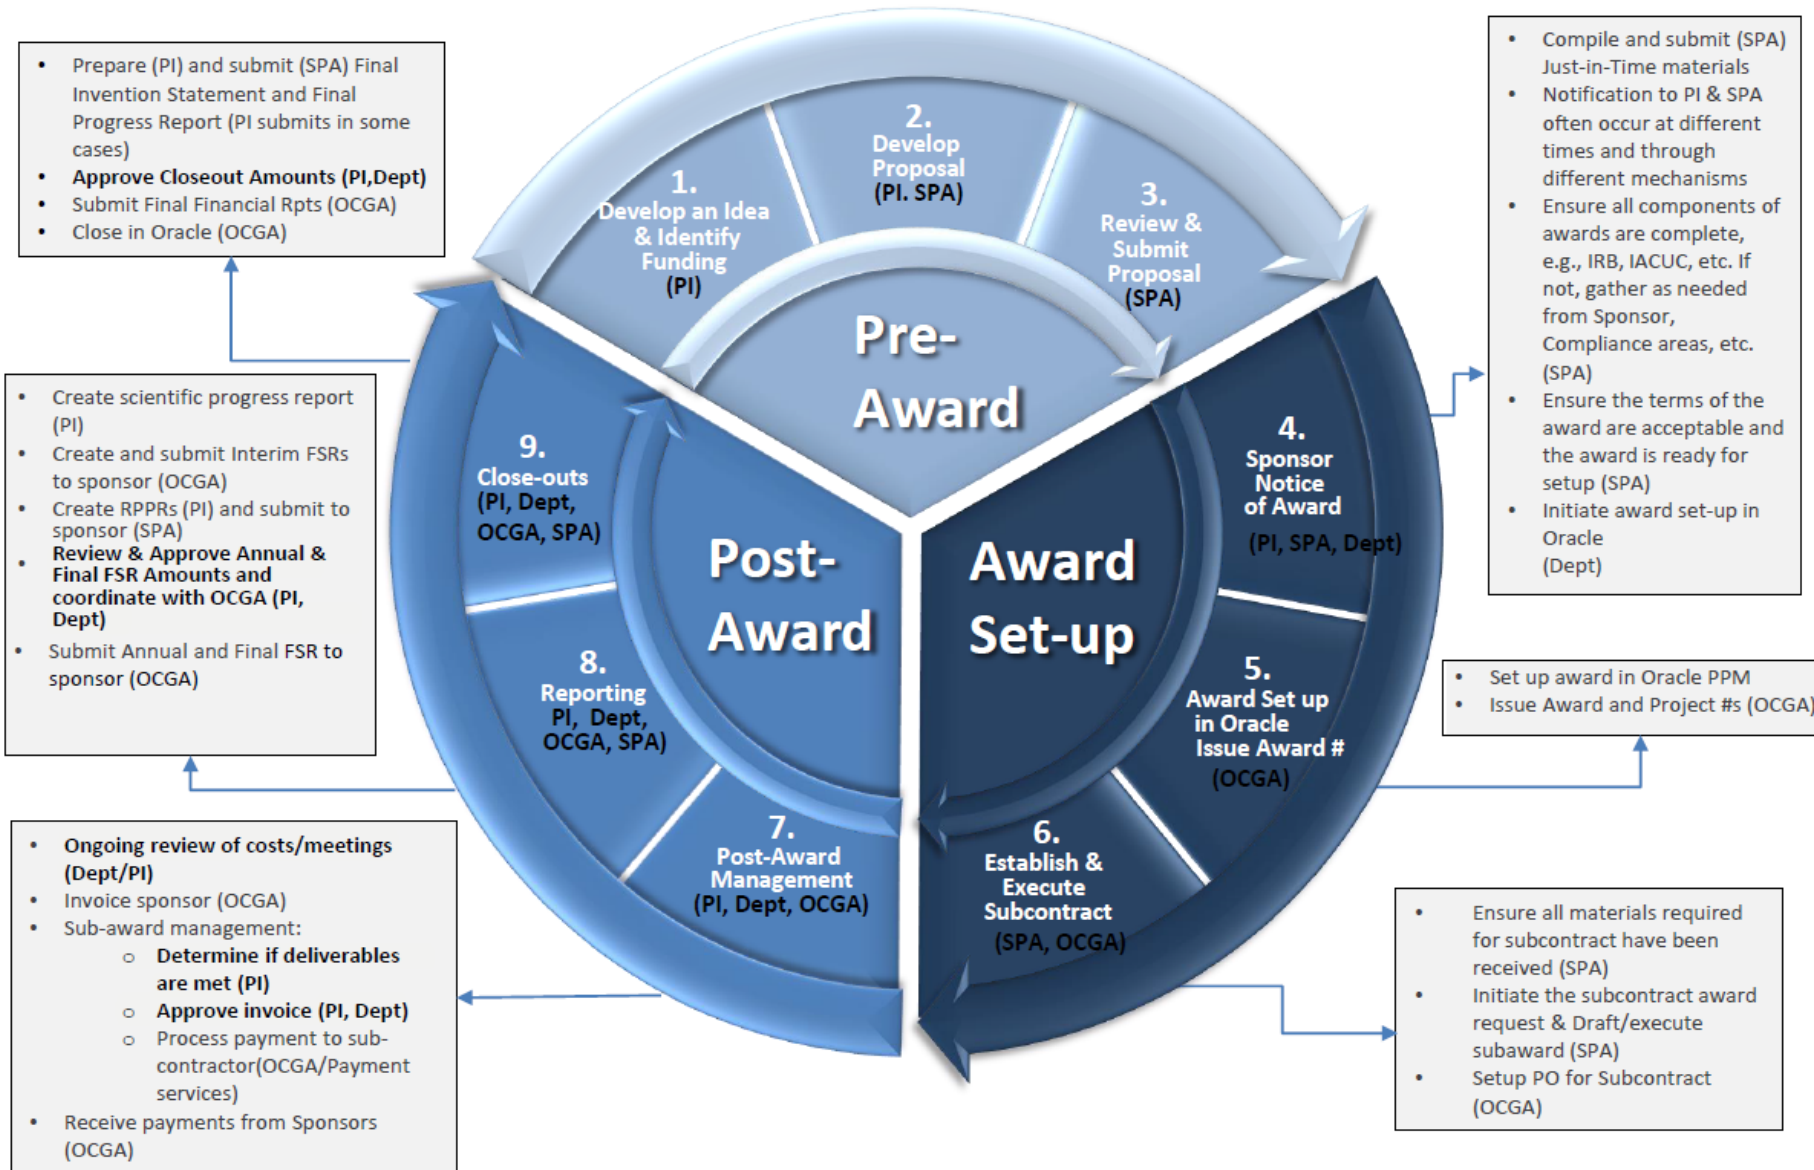 • Prepare (PI) and submit (SPA) Final
Invention Statement and Final
Progress Report (PI submits in some
cases)
• Approve Closeout Amounts (PI,Dept)
• Submit Final Financial Rpts (OCGA)
• Close in Oracle (OCGA)
• Create scientific progress report
(PI)
• Create and submit Interim FSRs
to sponsor (OCGA)
• Create RPPRs (PI) and submit to
sponsor (SPA)
• Review & Approve Annual &
Final FSR Amounts and
coordinate with OCGA (PI,
Dept)
• Submit Annual and Final FSR to
sponsor (OCGA)
• Ongoing review of costs/meetings
(Dept/PI)
• Invoice sponsor (OCGA)
• Sub-award management:
o Determine if deliverables
are met (PI)
o Approve invoice (PI, Dept)
o Process payment to sub-
contractor(OCGA/Payment
services)
• Receive payments from Sponsors
(OCGA)
1.
Develop an Idea
& Identify
Funding
(PI)
2.
Develop
Proposal
(PI. SPA)
3.
Review &
Submit
Proposal
(SPA)
Pre-
Award
4.
Sponsor
Notice
of Award
(PI, SPA, Dept)
5.
Award Set up
in Oracle
Issue Award #
(OCGA)
6.
Establish &
Execute
Subcontract
(SPA, OCGA)
Award
Set-up
7.
Post-Award
Management
(PI, Dept, OCGA)
8.
Reporting
PI, Dept,
OCGA, SPA)
9.
Close-outs
(PI, Dept,
OCGA, SPA)
Post-
Award
• Compile and submit (SPA)
Just-in-Time materials
• Notification to PI & SPA
often occur at different
times and through
different mechanisms
• Ensure all components of
awards are complete,
e.g., IRB, IACUC, etc. If
not, gather as needed
from Sponsor,
Compliance areas, etc.
(SPA)
• Ensure the terms of the
award are acceptable and
the award is ready for
setup (SPA)
• Initiate award set-up in
Oracle
(Dept)
• Set up award in Oracle PPM
• Issue Award and Project #s (OCGA)
• Ensure all materials required
for subcontract have been
received (SPA)
• Initiate the subcontract award
request & Draft/execute
subaward (SPA)
• Setup PO for Subcontract
(OCGA)